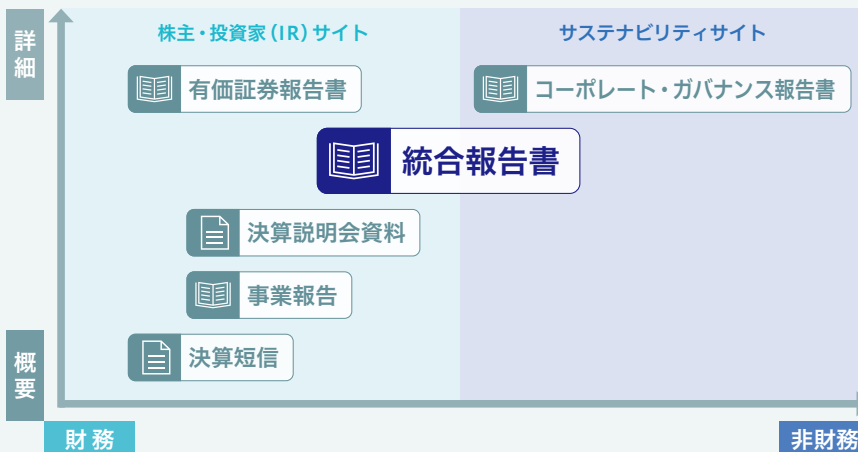 詳細
株主・投資家(IR)サイト
サステナビリティサイト
有価証券報告書
コーポレート・ガバナンス報告書
統合報告書
決算説明会資料
事業報告
決算短信
概要
財務
非財務